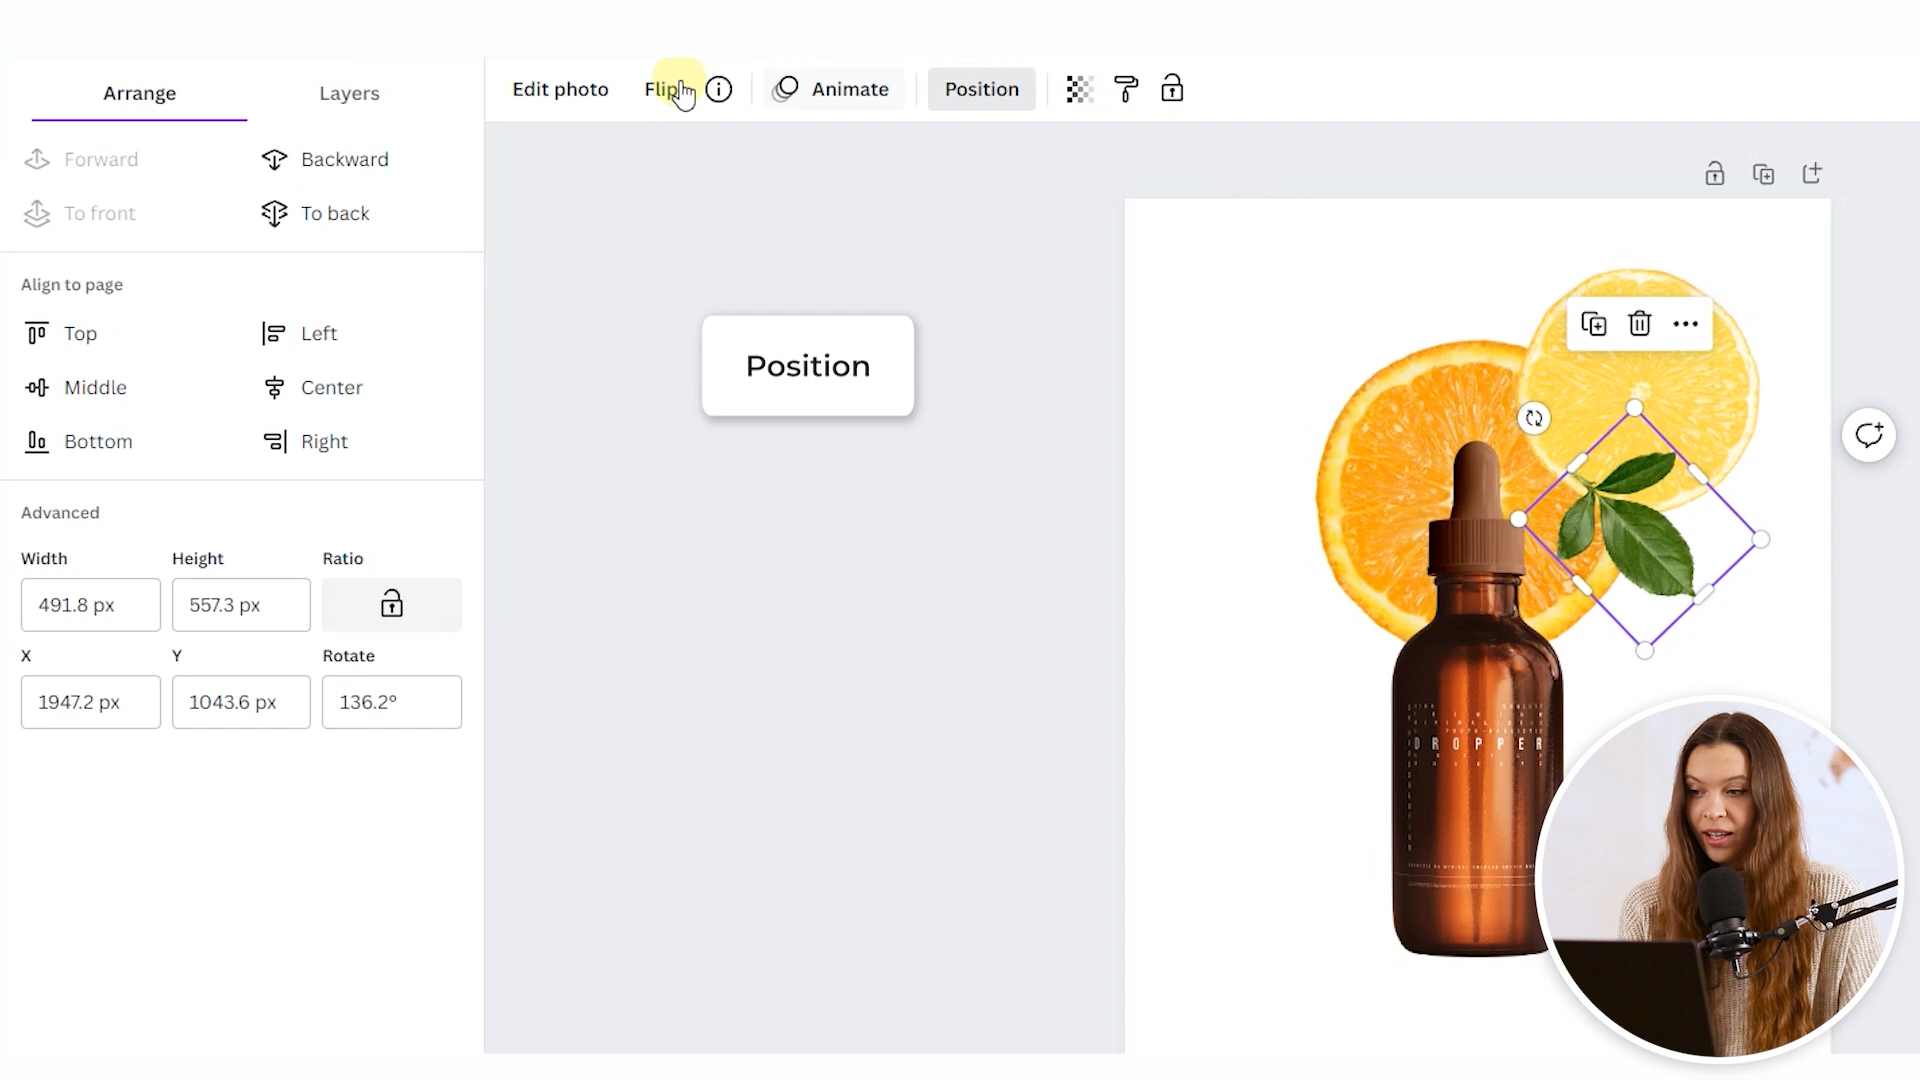 Arrange
Layers
Edit photo
Flip
Animate
Position
Forward
Backward
To front
To back
Align to page
Top
Left
Middle
Center
Bottom
Right
Position
Advanced
Width
Height
Ratio
491.8 px
557.3 px
X
Y
Rotate
1947.2 px
1043.6 px
136.2°
DROPPER